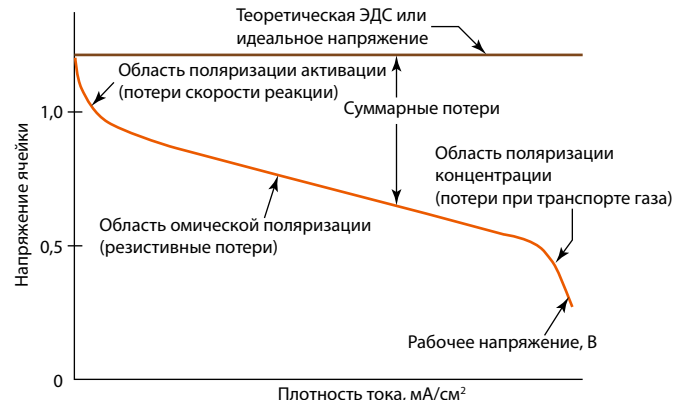 Теоретическая ЭДС или
идеальное напряжение
Область поляризации активации
(потери скорости реакции)
1,0
Суммарные потери
Область поляризации
концентрации
(потери при транспорте газа)
Напряжение ячейки
Область омической поляризации
(резистивные потери)
0,5
Рабочее напряжение, В
0
Плотность тока, мА/см²